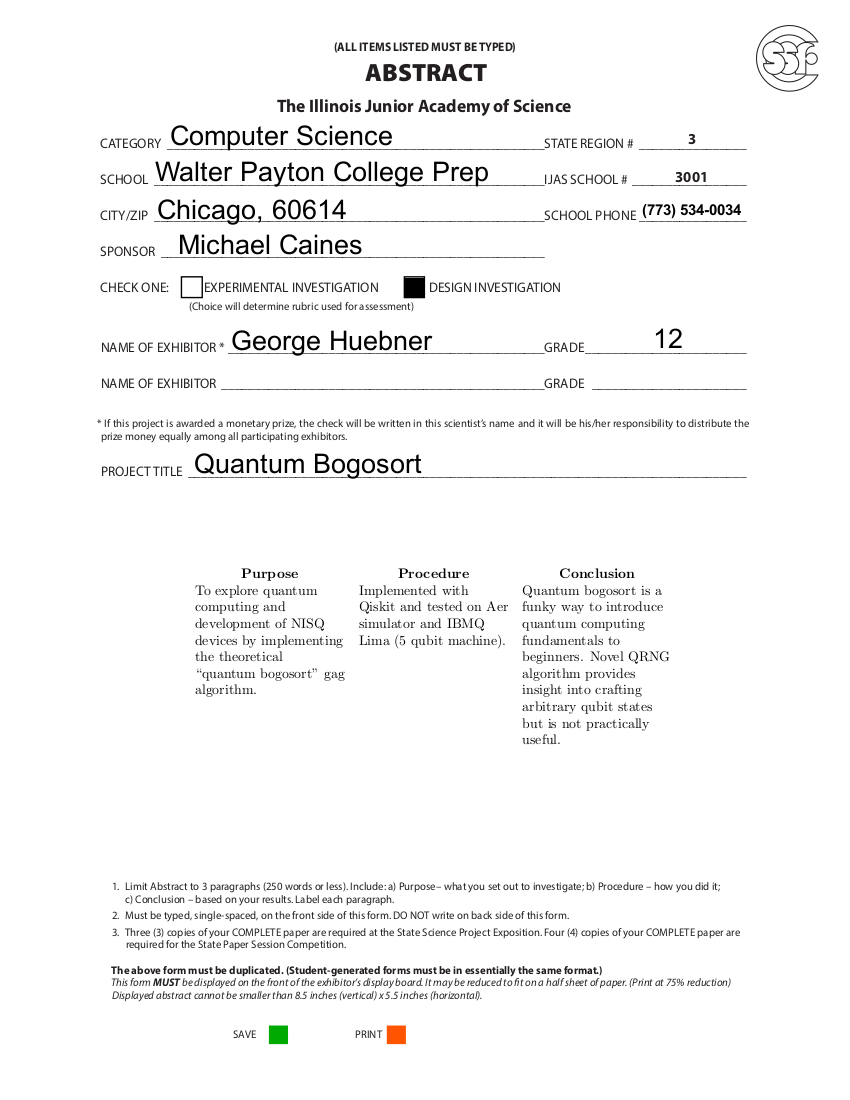 (ALL ITEMS LISTED MUST BE TYPED)
ABSTRACT
The Illinois Junior Academy of Science
CATEGORY Computer Science STATE REGION # 3
SCHOOL Walter Payton College Prep IJAS SCHOOL # 3001
CITY/ZIP Chicago, 60614 SCHOOL PHONE (773) 534-0034
SPONSOR Michael Caines
CHECK ONE: EXPERIMENTAL INVESTIGATION DESIGN INVESTIGATION
(Choice will determine rubric used for assessment)
NAME OF EXHIBITOR * George Huebner GRADE 12
NAME OF EXHIBITOR GRADE
* If this project is awarded a monetary prize, the check will be written in this scientist's name and it will be his/her responsibility to distribute the
prize money equally among all participating exhibitors.
PROJECT TITLE Quantum Bogosort
Purpose
To explore quantum
computing and
development of NISQ
devices by implementing
the theoretical
“quantum bogosort” gag
algorithm.
Procedure
Implemented with
Qiskit and tested on Aer
simulator and IBMQ
Lima (5 qubit machine).
Conclusion
Quantum bogosort is a
funky way to introduce
quantum computing
fundamentals to
beginners. Novel QRNG
algorithm provides
insight into crafting
arbitrary qubit states
but is not practically
useful.
1. Limit Abstract to 3 paragraphs (250 words or less). Include: a) Purpose – what you set out to investigate; b) Procedure – how you did it;
c) Conclusion – based on your results. Label each paragraph.
2. Must be typed, single-spaced, on the front side of this form. DO NOT write on back side of this form.
3. Three (3) copies of your COMPLETE paper are required at the State Science Project Exposition. Four (4) copies of your COMPLETE paper are
required for the State Paper Session Competition.
The above form must be duplicated. (Student-generated forms must be in essentially the same format.)
This form MUST be displayed on the front of the exhibitor's display board. It may be reduced to fit on a half sheet of paper. (Print at 75% reduction)
Displayed abstract cannot be smaller than 8.5 inches (vertical) x 5.5 inches (horizontal).
SAVE PRINT